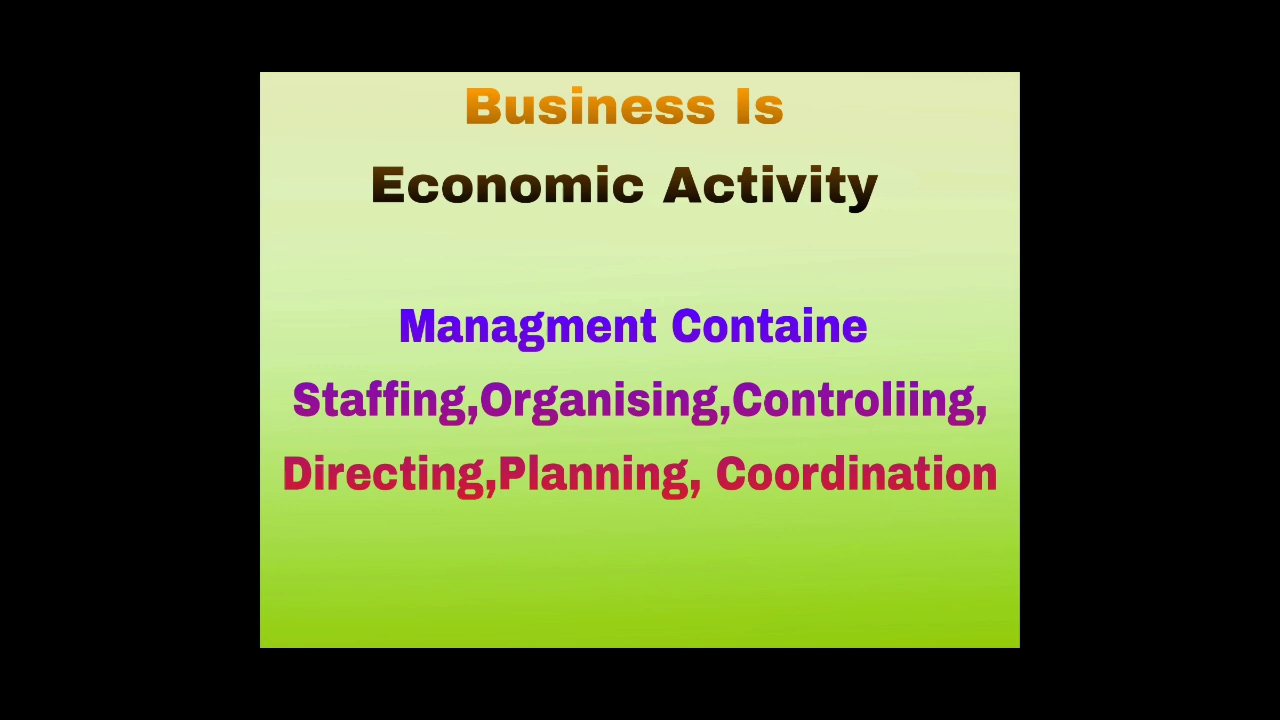 Business Is
Economic Activity
Managment Containe
Staffing,Organising,Controliing,
Directing,Planning, Coordination